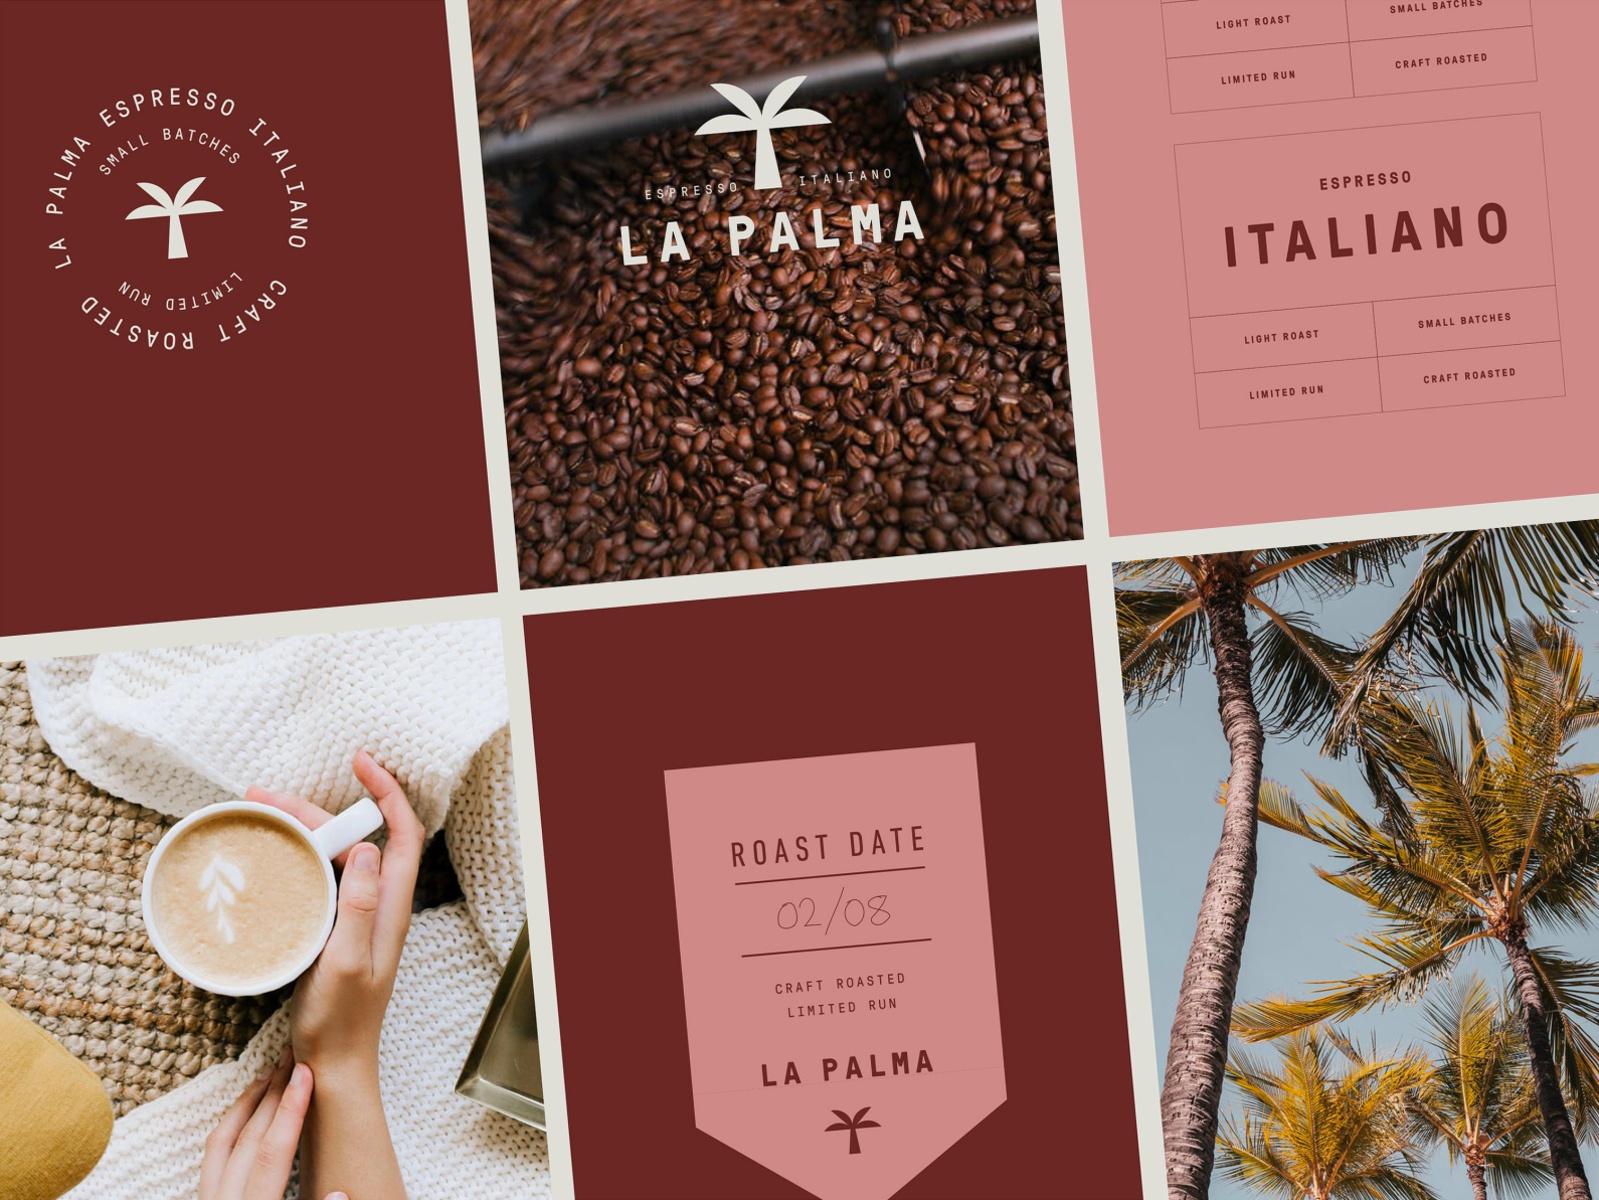 LA PALMA ESPRESSO ITALIANO
SMALL BATCHES
LIMITED RUN
CRAFT ROASTED
ESPRESSO ITALIANO
LA PALMA
LIGHT ROAST SMALL BATCHES
LIMITED RUN CRAFT ROASTED
ESPRESSO
ITALIANO
LIGHT ROAST SMALL BATCHES
LIMITED RUN CRAFT ROASTED
ROAST DATE
02/08
CRAFT ROASTED
LIMITED RUN
LA PALMA